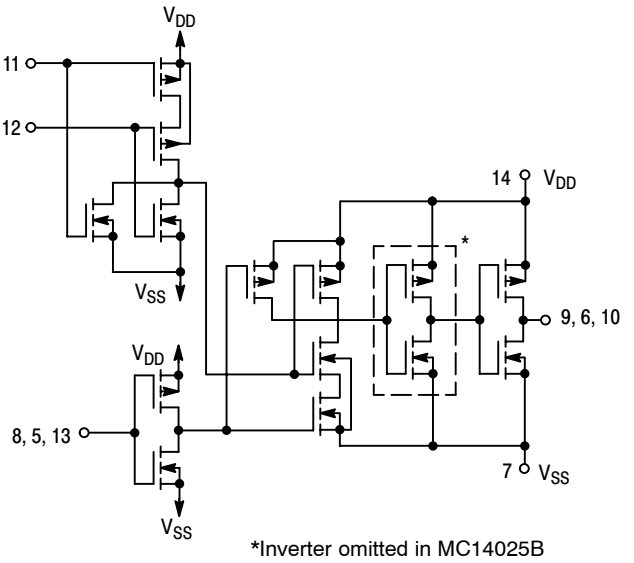 V_DD
11
12
14 V_DD
*
V_SS
9, 6, 10
V_DD
8, 5, 13
7 V_SS
V_SS
*Inverter omitted in MC14025B